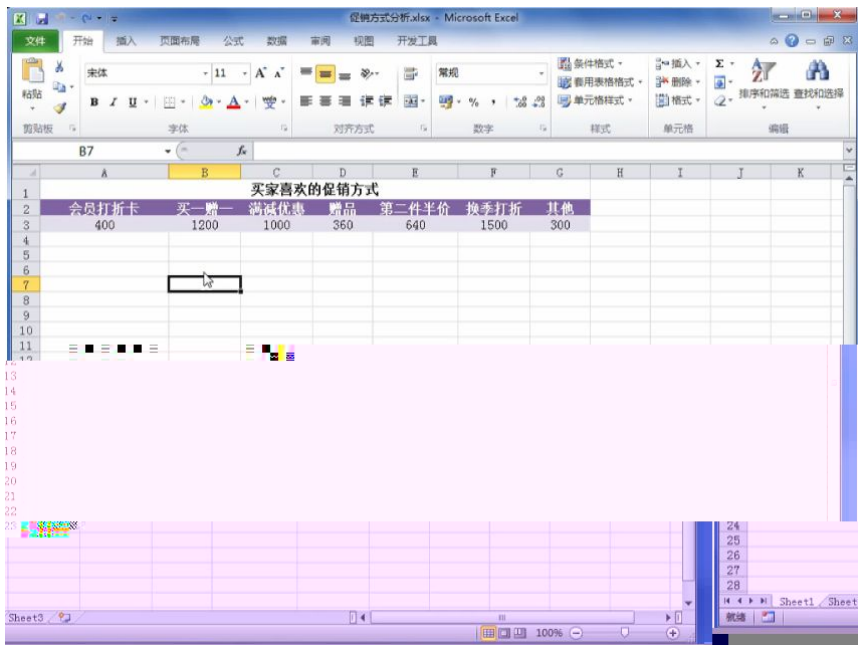 促销方式分析.xlsx - Microsoft Excel
文件 开始 插入 页面布局 公式 数据 审阅 视图 开发工具
宋体 11 常规 条件格式 插入 Σ
粘贴 套用表格格式 删除 排序和筛选 查找和选择
B I U A % , 单元格样式 格式
剪贴板 字体 对齐方式 数字 样式 单元格 编辑
B7 fx
A B C D E F G H I J K
1 买家喜欢的促销方式
2 会员打折卡 买一赠一 满减优惠 赠品 第二件半价 换季打折 其他
3 400 1200 1000 360 640 1500 300
4
5
6
7
8
9
10
11
12
13
14
15
16
17
18
19
20
21
22
23
24
25
26
27
28
Sheet1 Sheet
Sheet3
就绪
100%